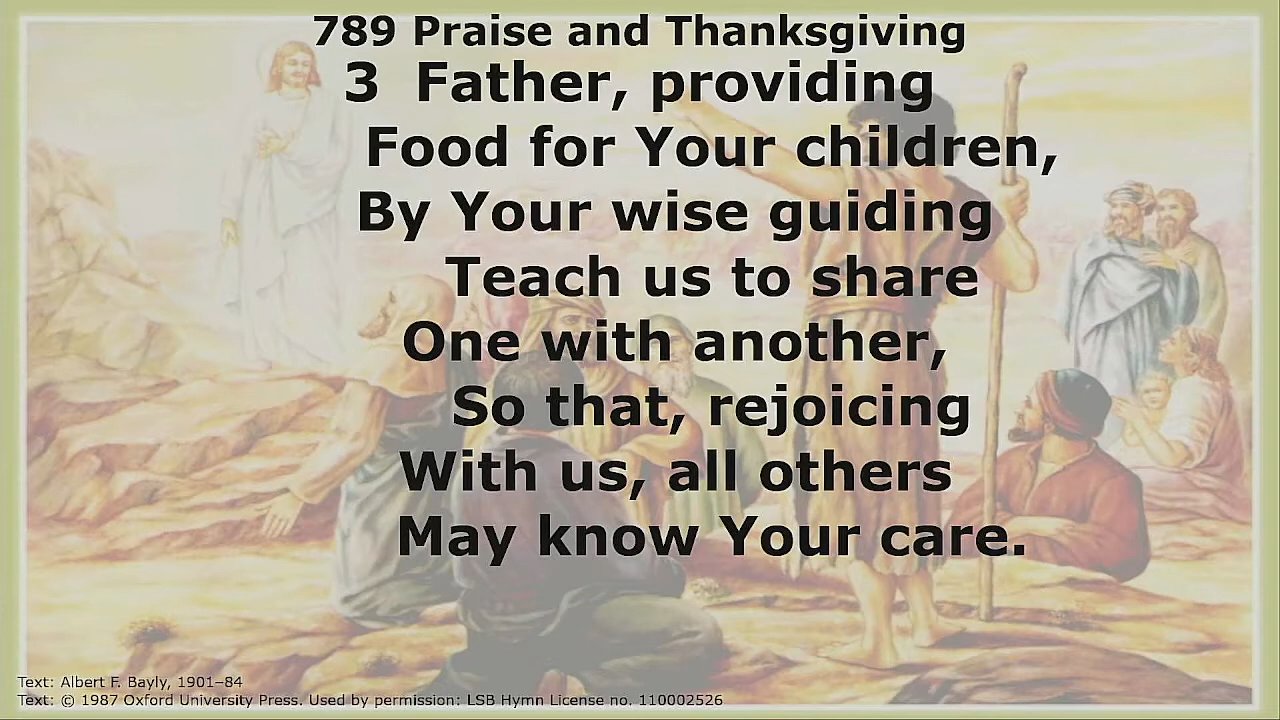 789 Praise and Thanksgiving
3 Father, providing
Food for Your children,
By Your wise guiding
Teach us to share
One with another,
So that, rejoicing
With us, all others
May know Your care.
Text: Albert F. Bayly, 1901–84
Text: © 1987 Oxford University Press. Used by permission: LSB Hymn License no. 110002526